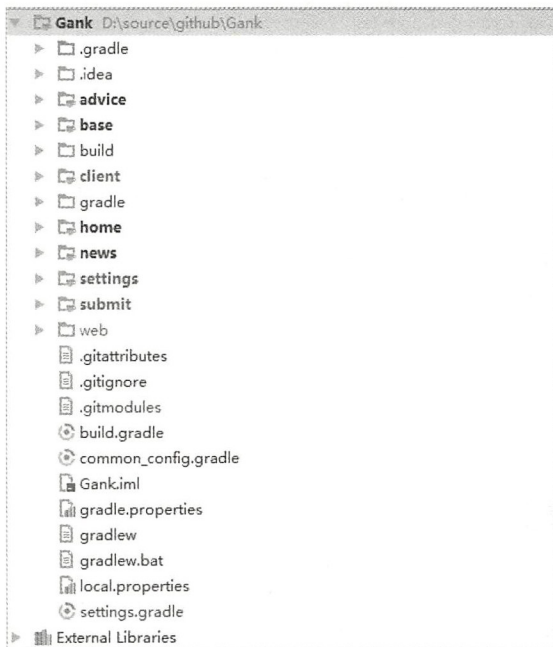 Gank D:\source\github\Gank
.gradle
.idea
advice
base
build
client
gradle
home
news
settings
submit
web
.gitattributes
.gitignore
.gitmodules
build.gradle
common_config.gradle
Gank.iml
gradle.properties
gradlew
gradlew.bat
local.properties
settings.gradle
External Libraries